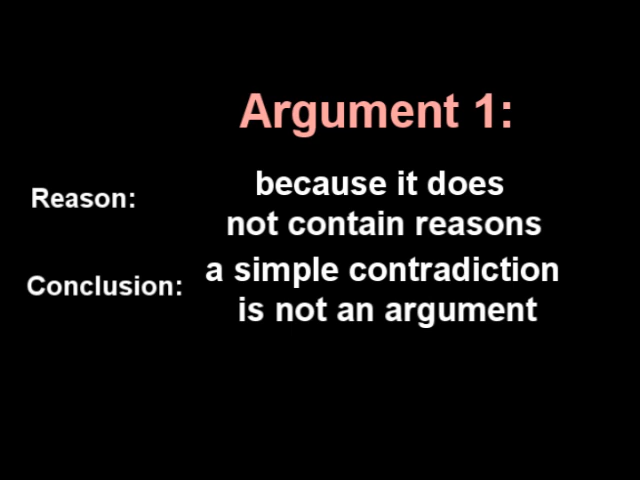 Argument 1:
Reason:
because it does
not contain reasons
Conclusion:
a simple contradiction
is not an argument